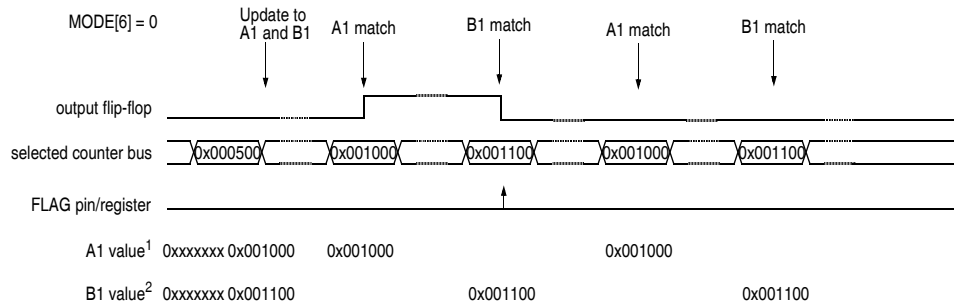 MODE[6] = 0
Update to
A1 and B1
A1 match
B1 match
A1 match
B1 match
output flip-flop
selected counter bus
0x000500
0x001000
0x001100
0x001000
0x001100
FLAG pin/register
A1 value1 0xxxxxxx 0x001000 0x001000 0x001000
B1 value2 0xxxxxxx 0x001100 0x001100 0x001100